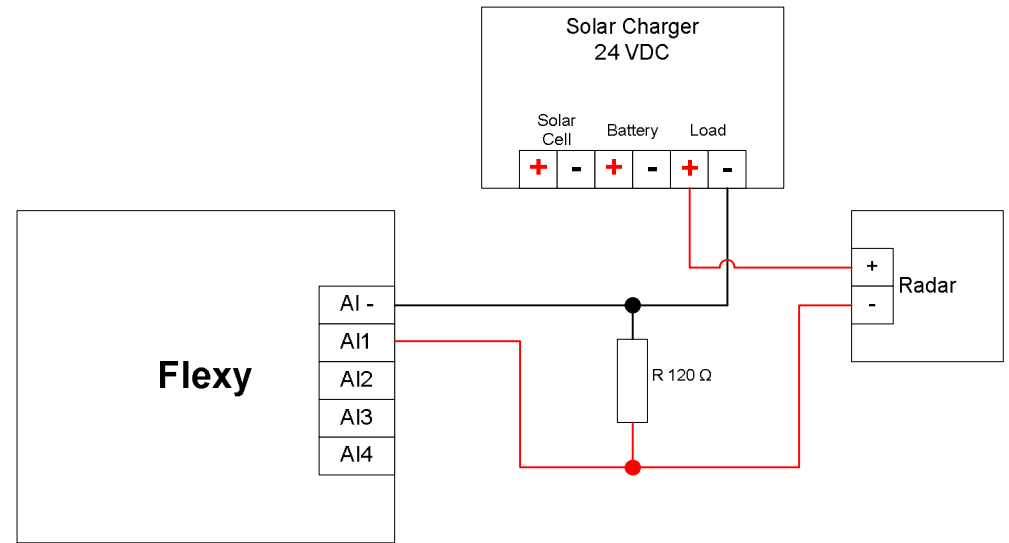 Solar Charger
24 VDC
Solar
Cell
Battery
Load
+ - + - + -
Flexy
AI -
AI1
AI2
AI3
AI4
R 120 Ω
+
-
Radar